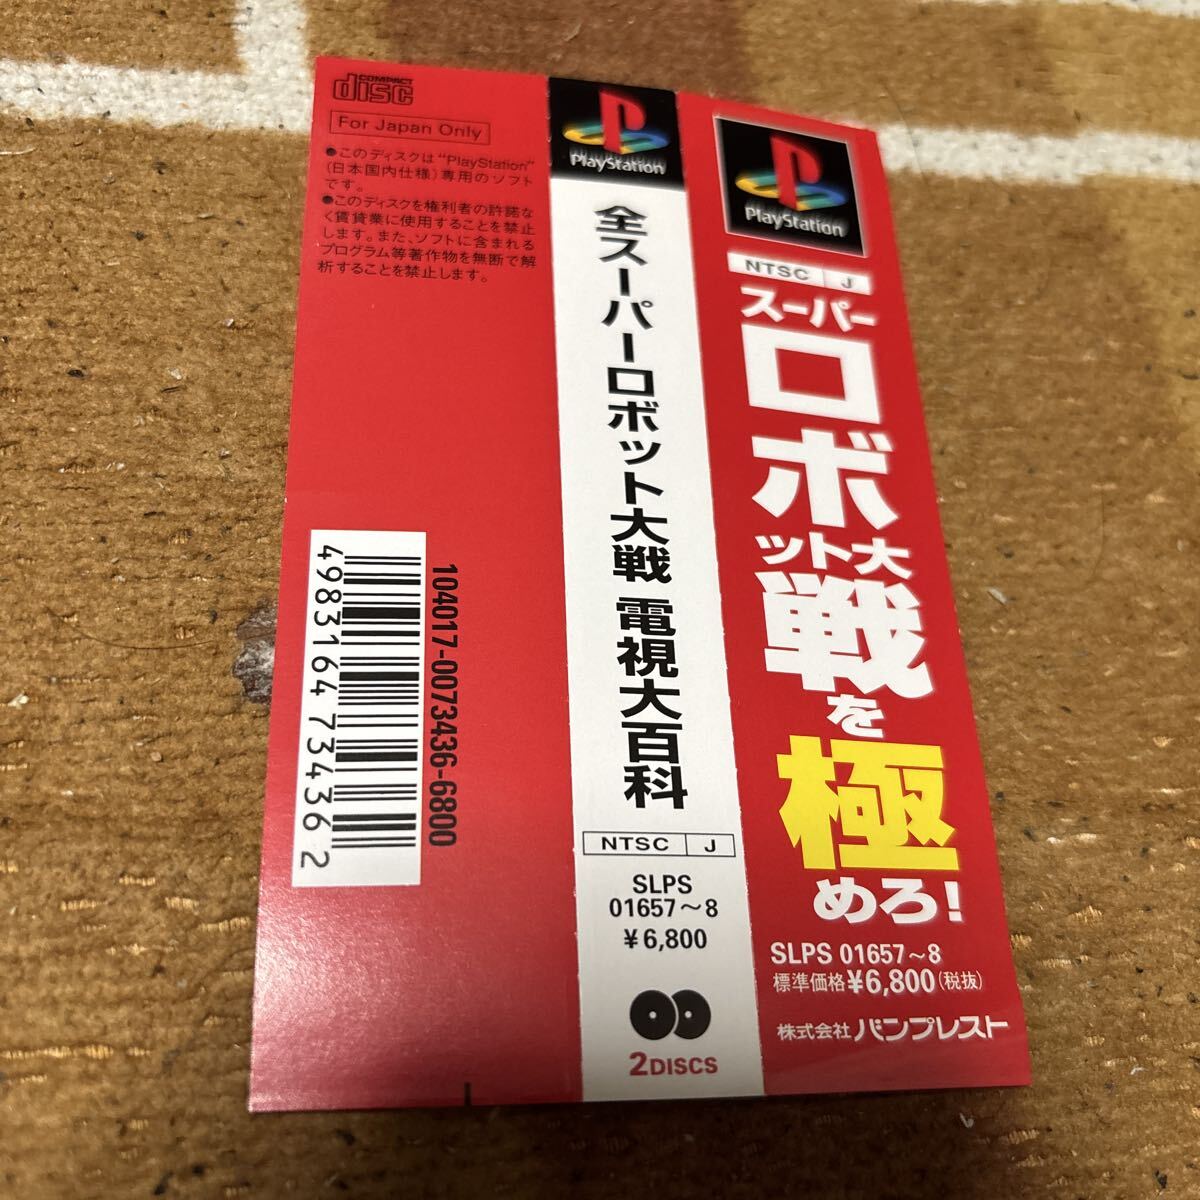 COMPACT
disc
For Japan Only
●このディスクは“PlayStation”
(日本国内仕様)専用のソフト
です。
●このディスクを権利者の許諾な
く賃貸業に使用することを禁止
します。また、ソフトに含まれる
プログラム等著作物を無断で解
析することを禁止します。
104017-0073436-6800
4983164734362
PlayStation
全スーパーロボット大戦 電視大百科
NTSC J
SLPS
01657～8
¥6,800
2DISCS
PlayStation
NTSC J
スーパー
ロボット大戦を
極めろ!
SLPS 01657～8
標準価格¥6,800(税抜)
株式会社 バンプレスト